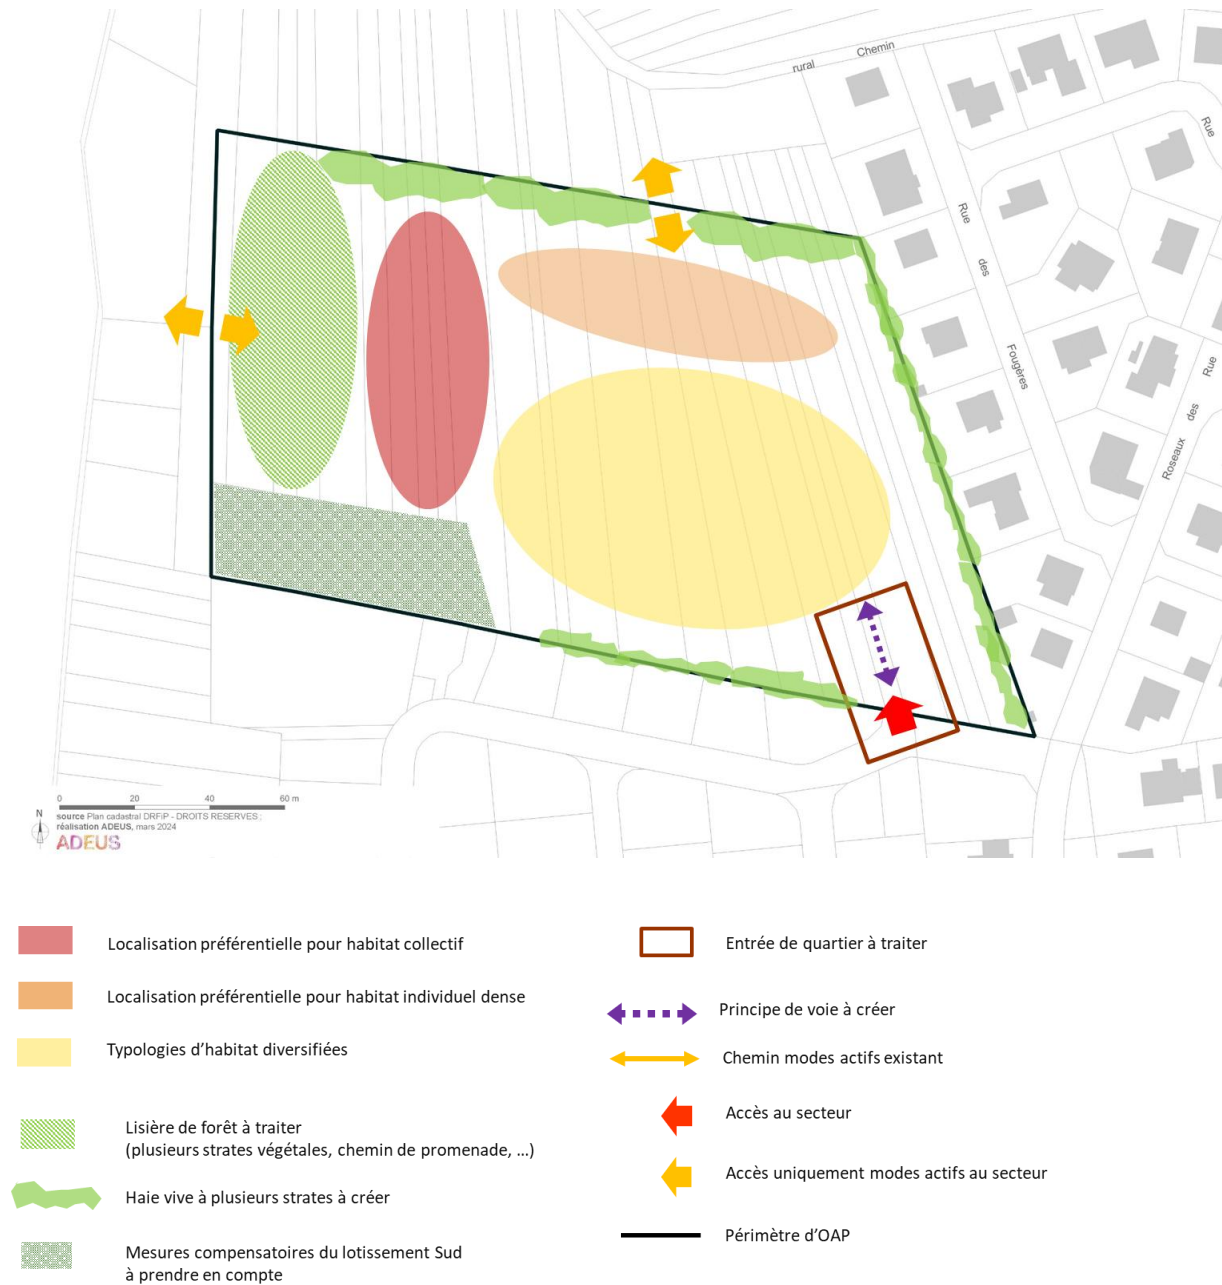 Chemin
rural
Rue
Rue
des
Fougères
Rue
des
Roseaux
0 20 40 60 m
N
source Plan cadastral DRFiP - DROITS RESERVES ;
réalisation ADEUS, mars 2024
ADEUS
Localisation préférentielle pour habitat collectif
Localisation préférentielle pour habitat individuel dense
Typologies d’habitat diversifiées
Lisière de forêt à traiter
(plusieurs strates végétales, chemin de promenade, ...)
Haie vive à plusieurs strates à créer
Mesures compensatoires du lotissement Sud
à prendre en compte
Entrée de quartier à traiter
Principe de voie à créer
Chemin modes actifs existant
Accès au secteur
Accès uniquement modes actifs au secteur
Périmètre d’OAP